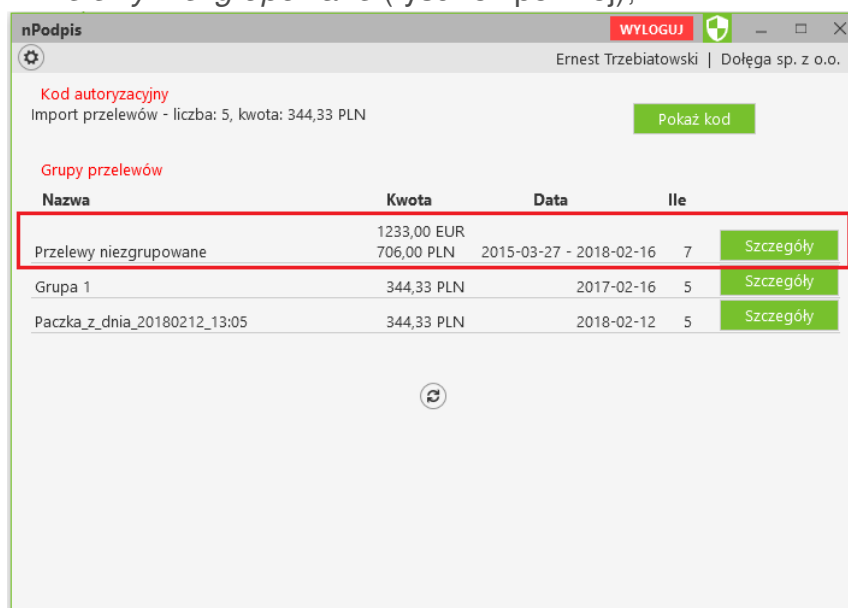 nPodpis WYLOGUJ
Ernest Trzebiatowski | Dołęga sp. z o.o.
Kod autoryzacyjny
Import przelewów - liczba: 5, kwota: 344,33 PLN
Pokaż kod
Grupy przelewów
Nazwa Kwota Data Ile
1233,00 EUR
Przelewy niezgrupowane 706,00 PLN 2015-03-27 - 2018-02-16 7 Szczegóły
Grupa 1 344,33 PLN 2017-02-16 5 Szczegóły
Paczka_z_dnia_20180212_13:05 344,33 PLN 2018-02-12 5 Szczegóły